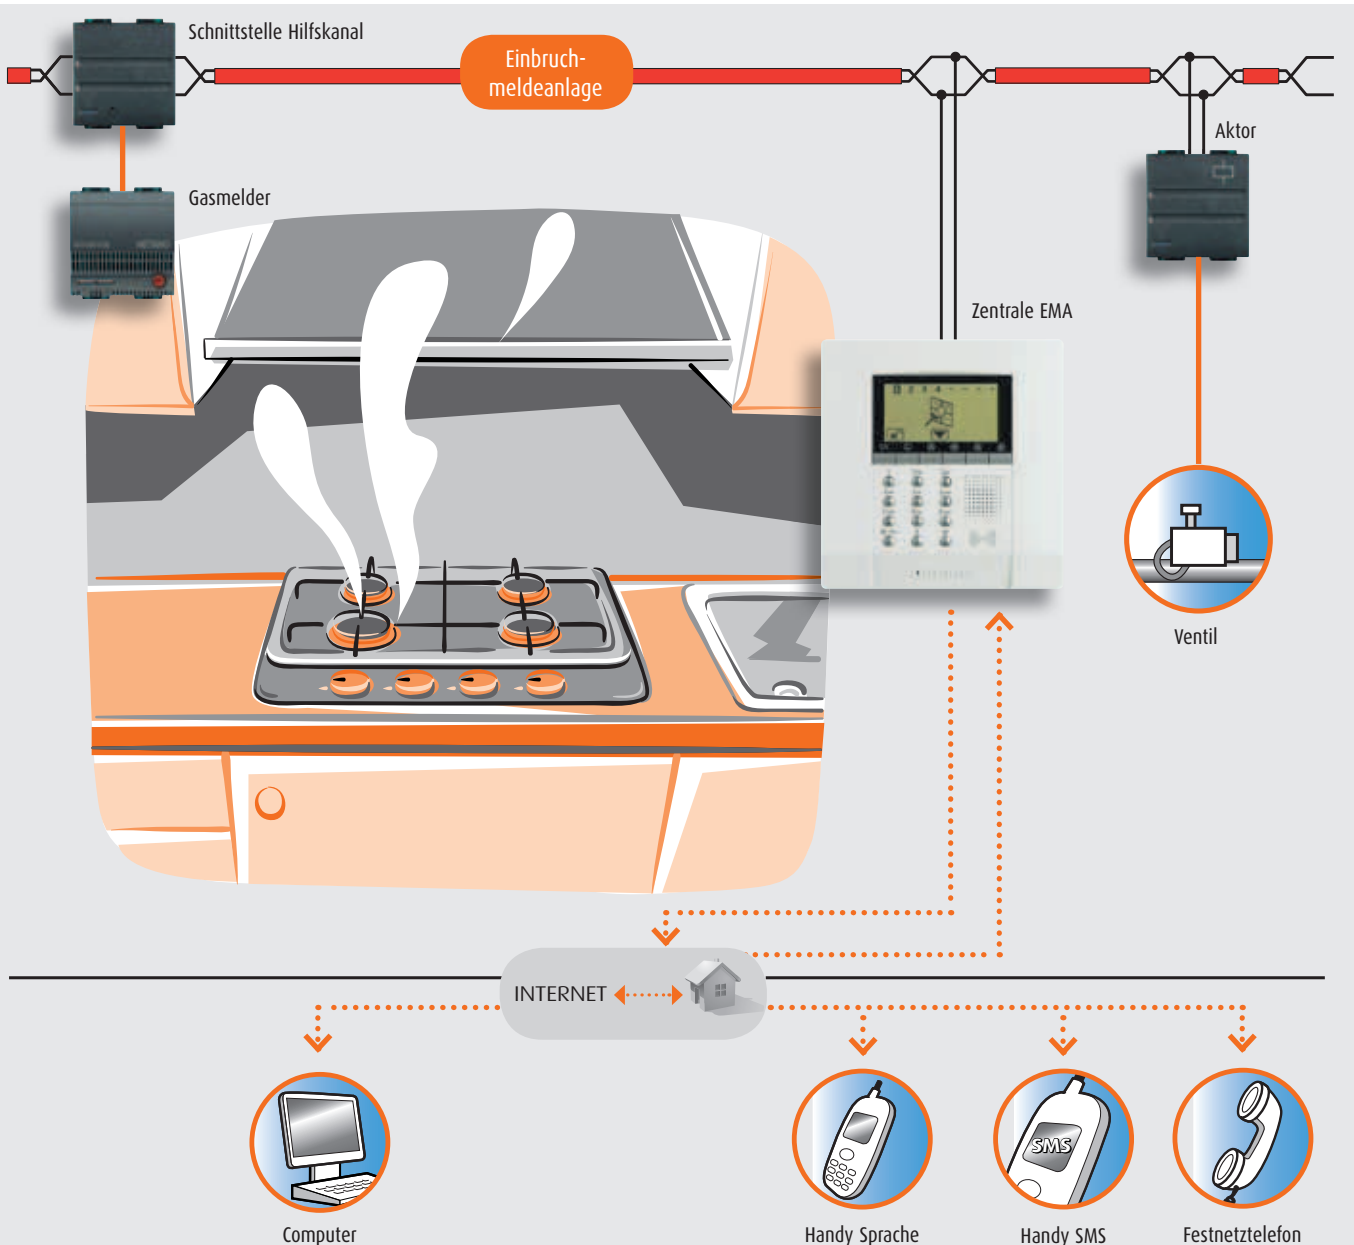 Schnittstelle Hilfskanal
Einbruch-
meldeanlage
Aktor
Gasmelder
Zentrale EMA
Ventil
INTERNET
SMS
Computer
Handy Sprache
Handy SMS
Festnetztelefon